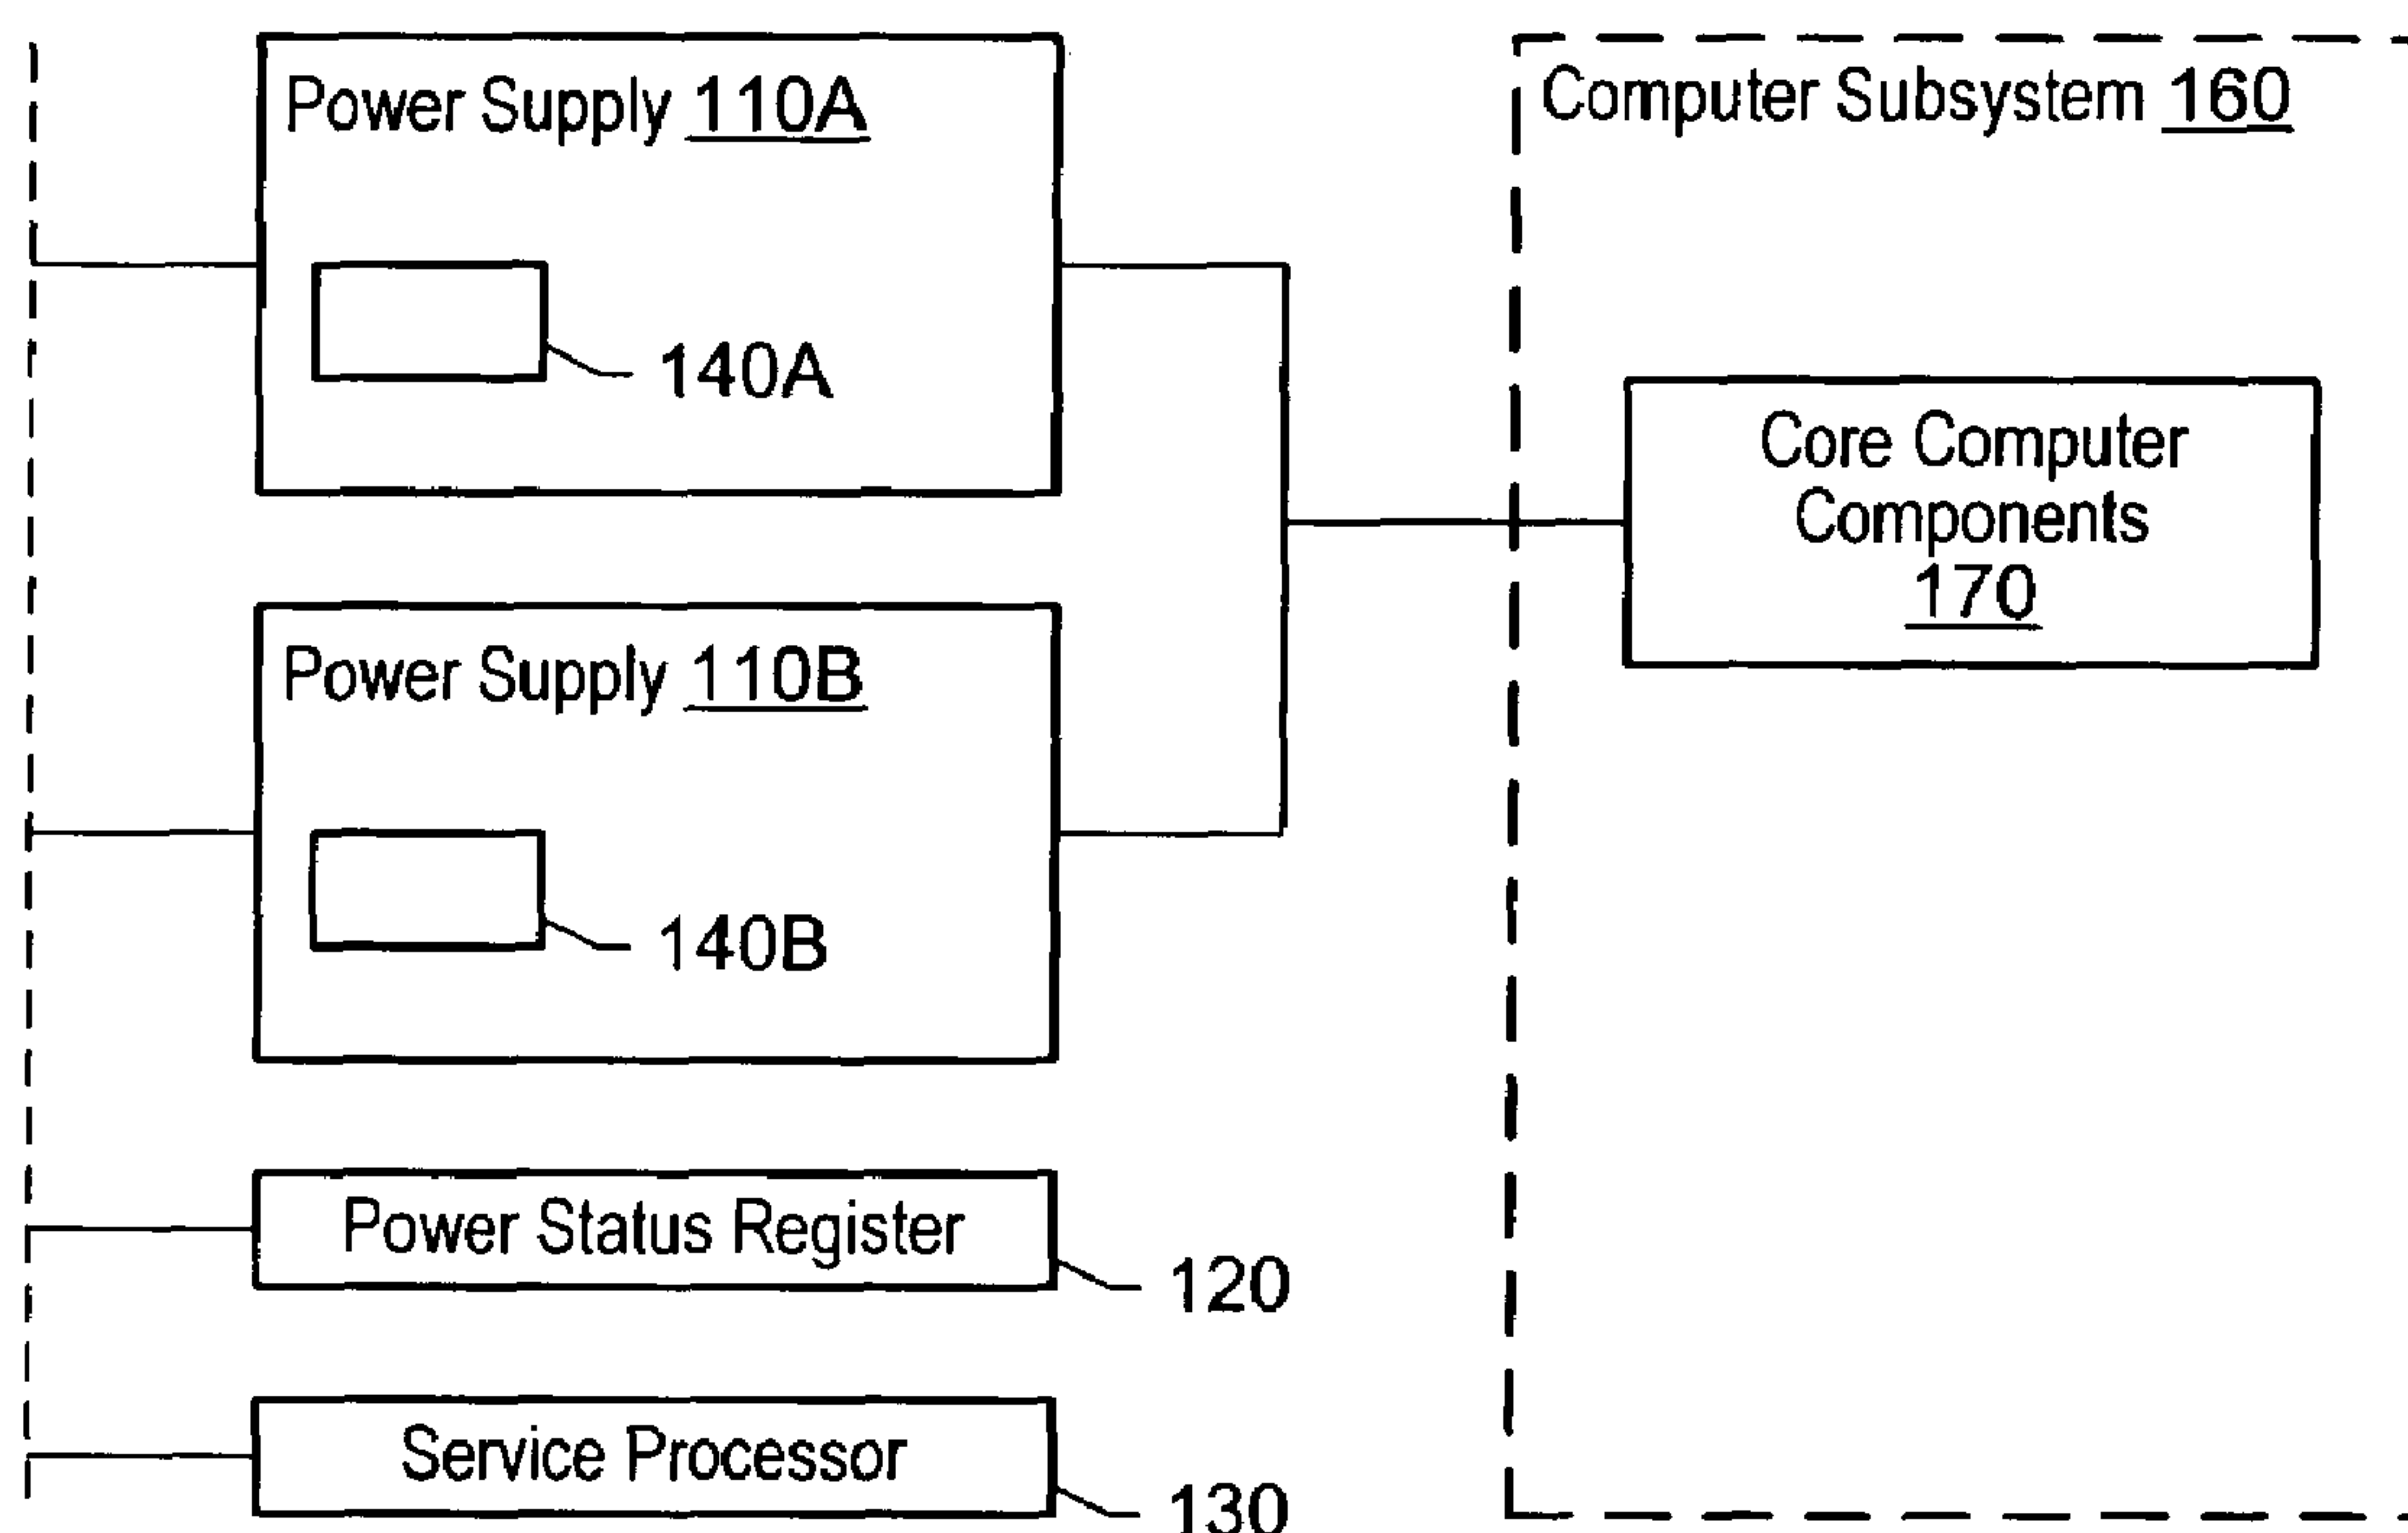 Power Supply 110A
140A
Power Supply 110B
140B
Power Status Register
120
Service Processor
130
Computer Subsystem 160
Core Computer
Components
170